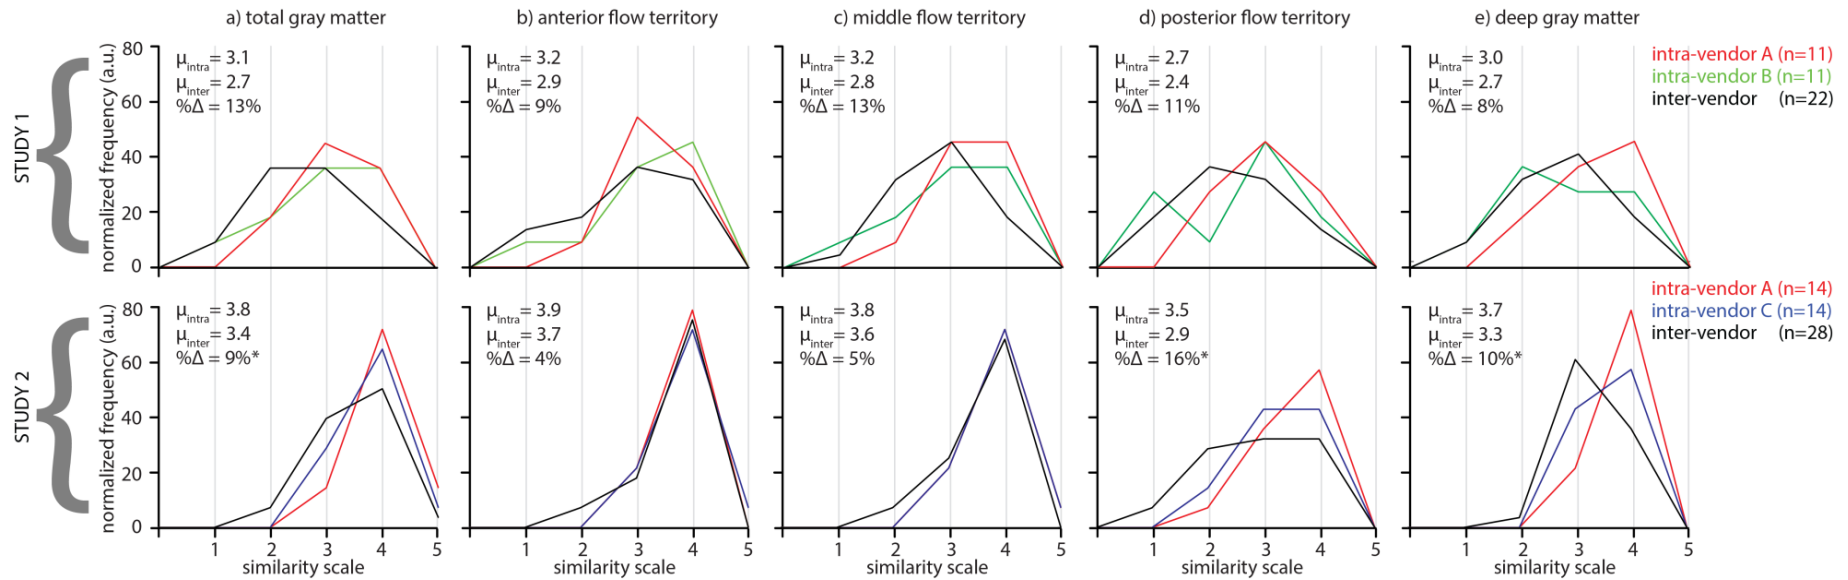 a) total gray matter
b) anterior flow territory
c) middle flow territory
d) posterior flow territory
e) deep gray matter
STUDY 1
normalized frequency (a.u.)
80
60
40
20
0
μintra = 3.1
μinter = 2.7
%Δ = 13%
μintra = 3.2
μinter = 2.9
%Δ = 9%
μintra = 3.2
μinter = 2.8
%Δ = 13%
μintra = 2.7
μinter = 2.4
%Δ = 11%
μintra = 3.0
μinter = 2.7
%Δ = 8%
intra-vendor A (n=11)
intra-vendor B (n=11)
inter-vendor (n=22)
STUDY 2
normalized frequency (a.u.)
80
60
40
20
0
μintra = 3.8
μinter = 3.4
%Δ = 9%*
μintra = 3.9
μinter = 3.7
%Δ = 4%
μintra = 3.8
μinter = 3.6
%Δ = 5%
μintra = 3.5
μinter = 2.9
%Δ = 16%*
μintra = 3.7
μinter = 3.3
%Δ = 10%*
intra-vendor A (n=14)
intra-vendor C (n=14)
inter-vendor (n=28)
1 2 3 4 5
similarity scale
1 2 3 4 5
similarity scale
1 2 3 4 5
similarity scale
1 2 3 4 5
similarity scale
1 2 3 4 5
similarity scale